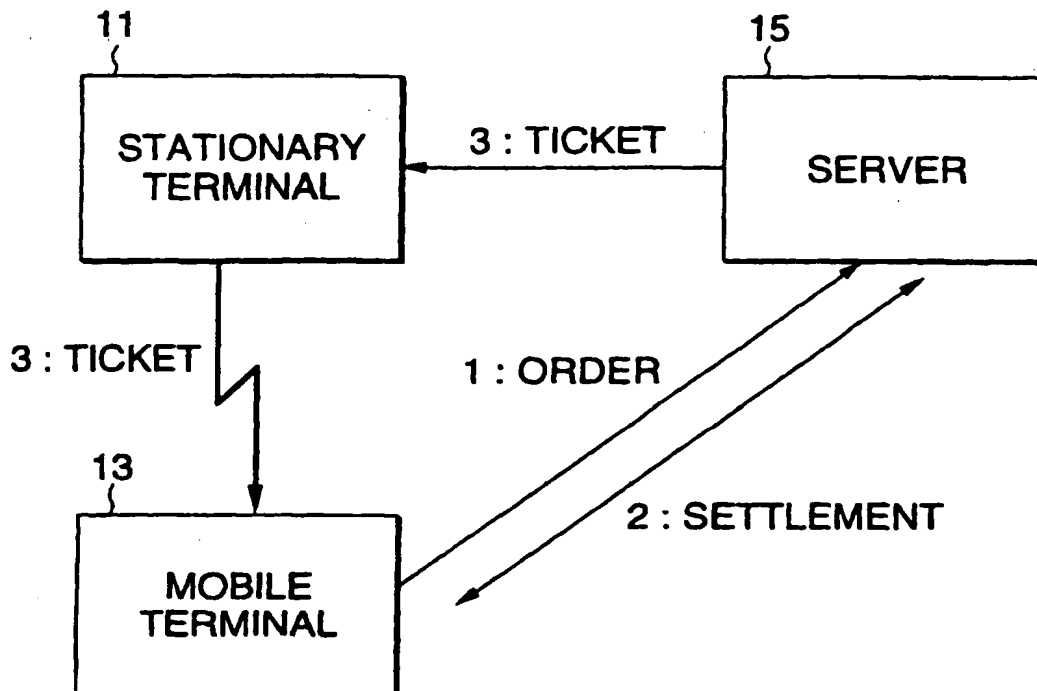 11
15
STATIONARY
TERMINAL
3 : TICKET
SERVER
3 : TICKET
1 : ORDER
13
2 : SETTLEMENT
MOBILE
TERMINAL